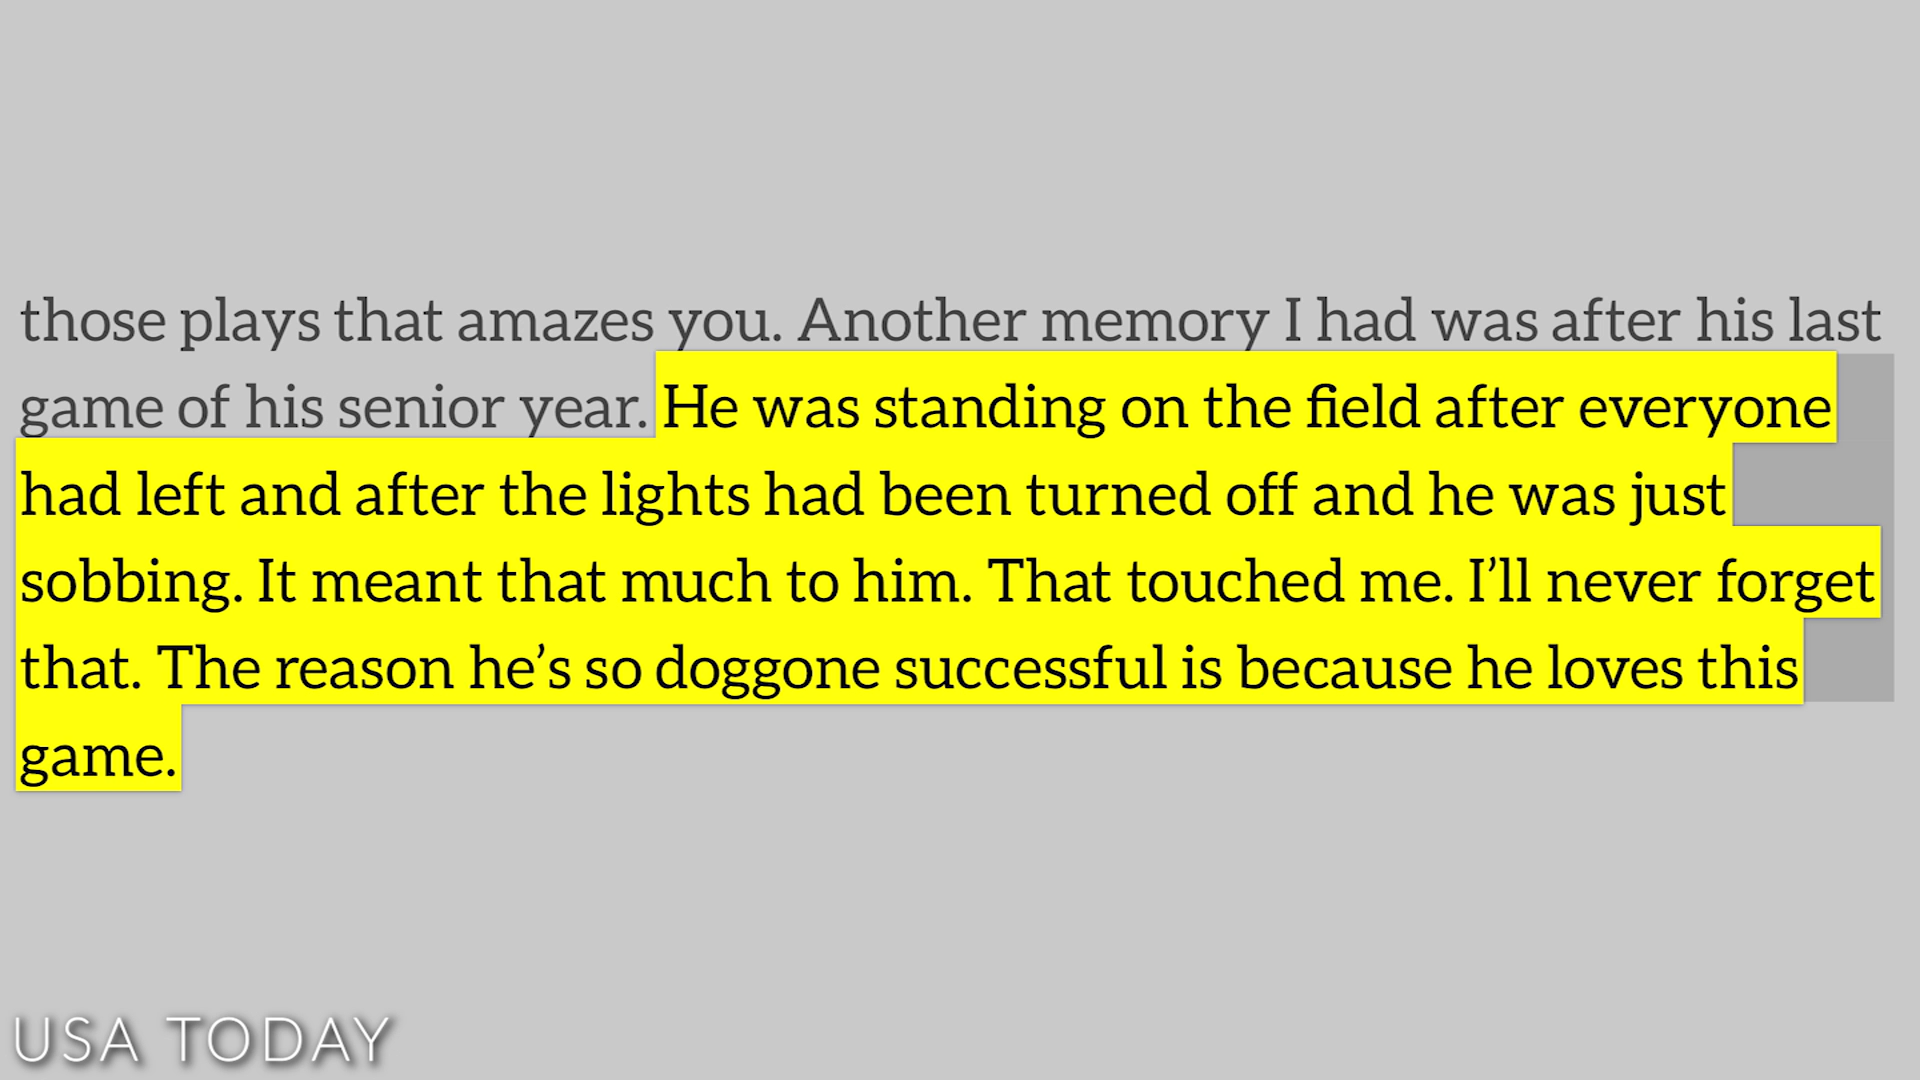 those plays that amazes you. Another memory I had was after his last
game of his senior year. He was standing on the field after everyone
had left and after the lights had been turned off and he was just
sobbing. It meant that much to him. That touched me. I’ll never forget
that. The reason he’s so doggone successful is because he loves this
game.
USA TODAY